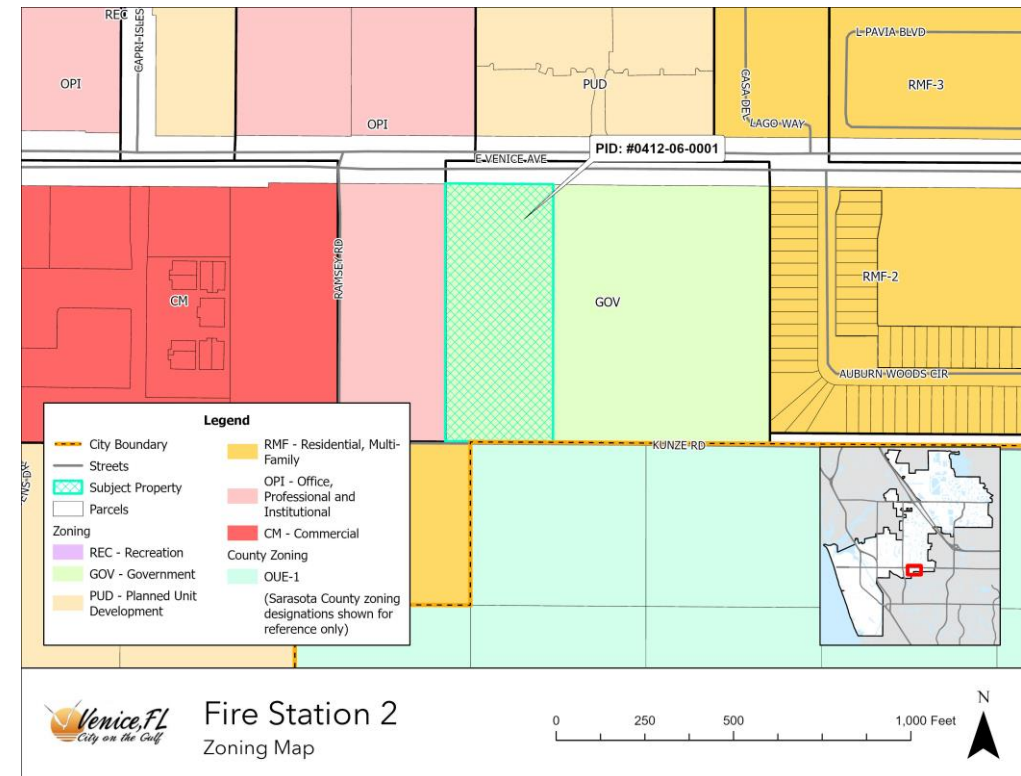 REC
CAPRI-ISLES
L PAVIA BLVD
OPI
PUD
RMF-3
CASA DEL
LAGO WAY
OPI
PID: #0412-06-0001
E VENICE AVE
RAMSEY RD
RMF-2
CM
GOV
AUBURN WOODS CIR
KUNZE RD
Legend
City Boundary
Streets
Subject Property
Parcels
Zoning
REC - Recreation
GOV - Government
PUD - Planned Unit
Development
RMF - Residential, Multi-
Family
OPI - Office,
Professional and
Institutional
CM - Commercial
County Zoning
OUE-1
(Sarasota County zoning
designations shown for
reference only)
Venice, FL
City on the Gulf
Fire Station 2
Zoning Map
0 250 500 1,000 Feet
N